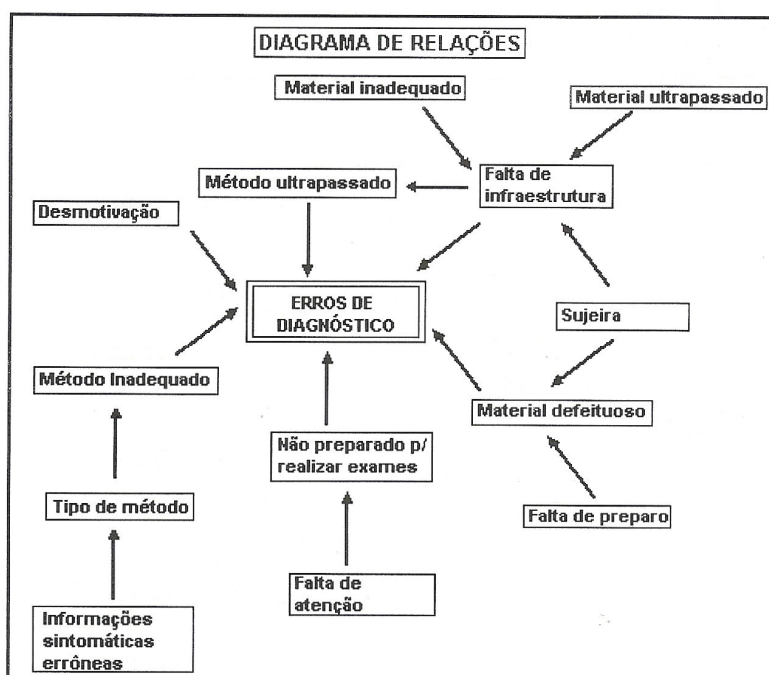 DIAGRAMA DE RELAÇÕES
Material inadequado
Material ultrapassado
Método ultrapassado
Falta de
infraestrutura
Desmotivação
ERROS DE
DIAGNÓSTICO
Sujeira
Método Inadequado
Material defeituoso
Não preparado p/
realizar exames
Tipo de método
Falta de preparo
Falta de
atenção
Informações
sintomáticas
errôneas